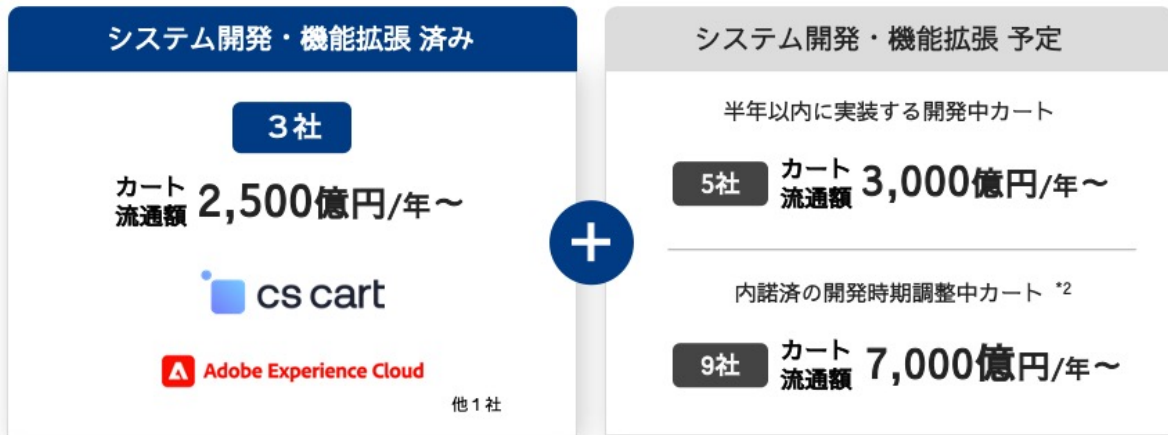 システム開発・機能拡張 済み
3社
カート
流通額 2,500億円/年〜
cs cart
Adobe Experience Cloud
他1社
+
システム開発・機能拡張 予定
半年以内に実装する開発中カート
5社 カート
流通額 3,000億円/年〜
内諾済の開発時期調整中カート *2
9社 カート
流通額 7,000億円/年〜